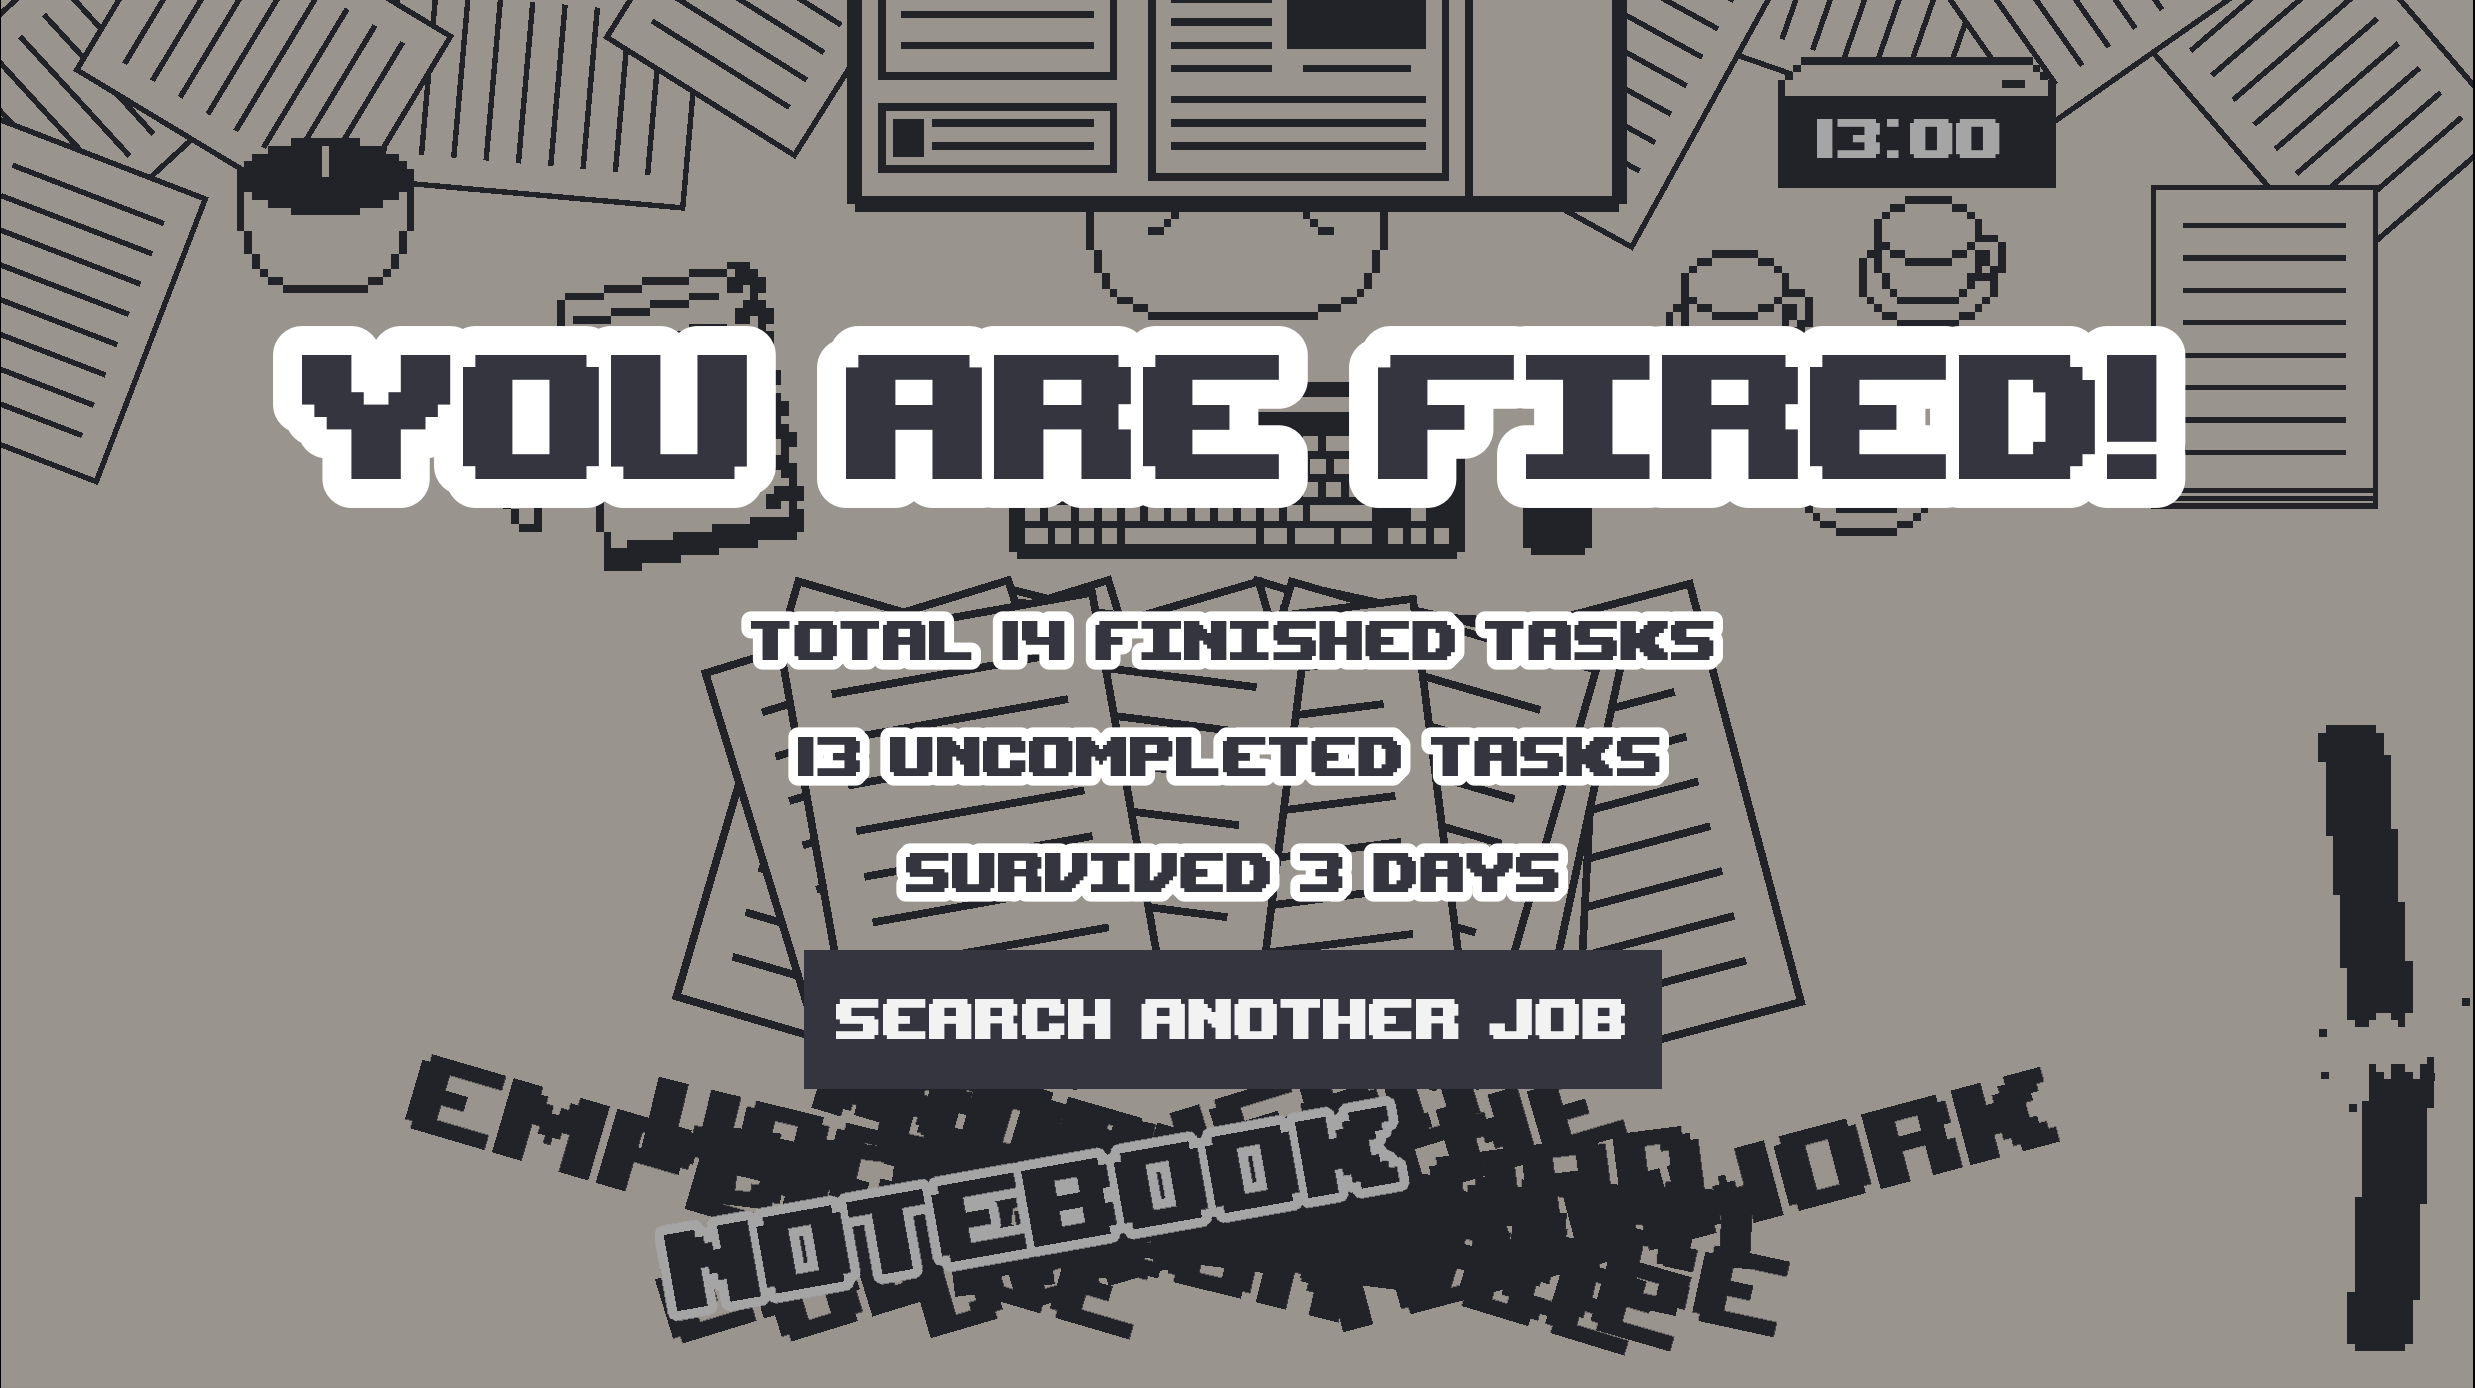 13:00
YOU ARE FIRED!
TOTAL 14 FINISHED TASKS
13 UNCOMPLETED TASKS
SURVIVED 3 DAYS
SEARCH ANOTHER JOB
WORK
NOTEBOOK